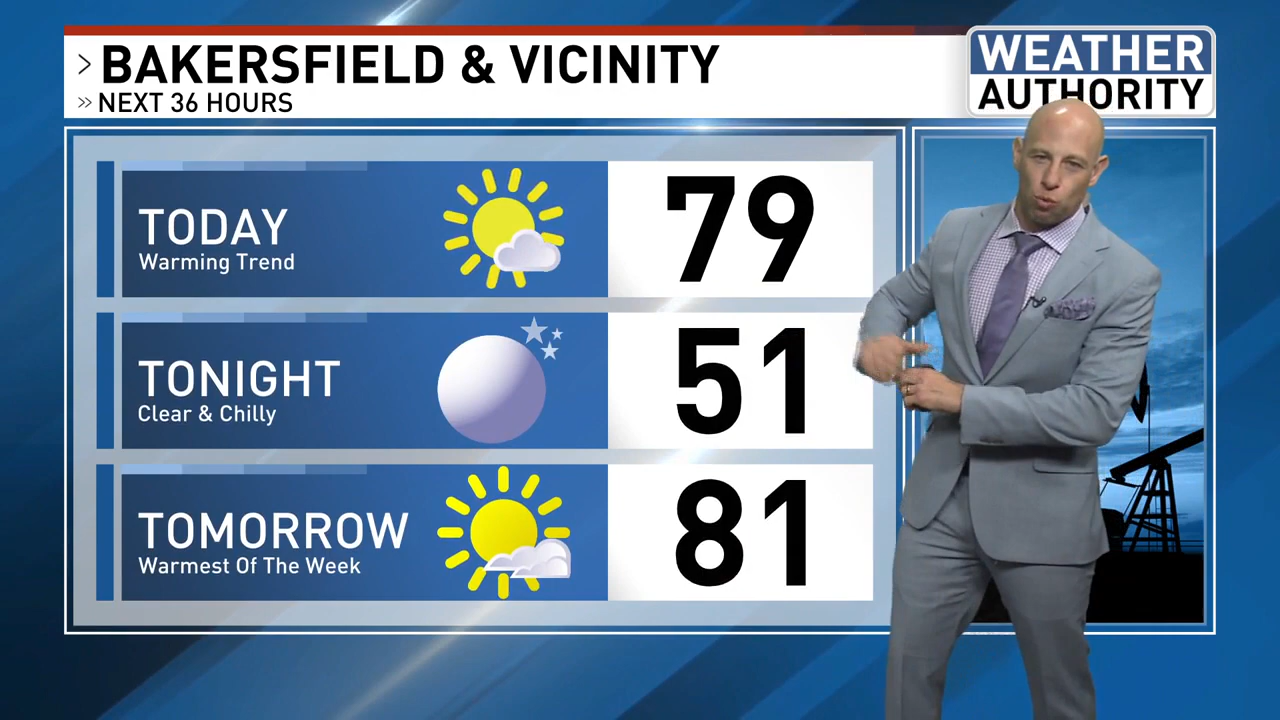 > BAKERSFIELD & VICINITY
» NEXT 36 HOURS
WEATHER
AUTHORITY
TODAY
Warming Trend
79
TONIGHT
Clear & Chilly
51
TOMORROW
Warmest Of The Week
81